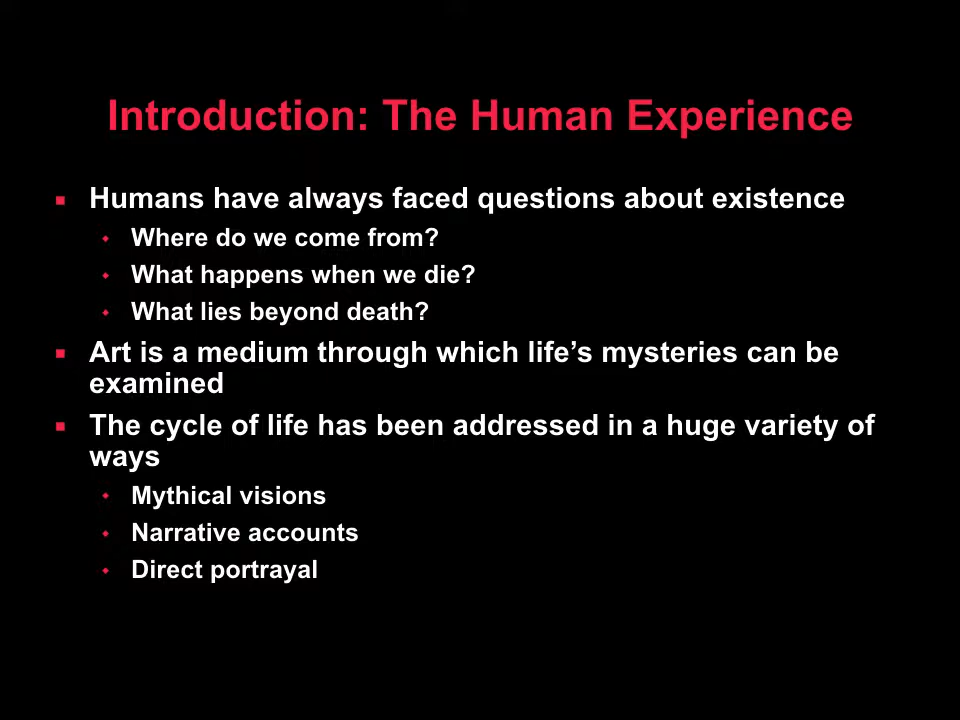 Introduction: The Human Experience
Humans have always faced questions about existence
Where do we come from?
What happens when we die?
What lies beyond death?
Art is a medium through which life’s mysteries can be
examined
The cycle of life has been addressed in a huge variety of
ways
Mythical visions
Narrative accounts
Direct portrayal